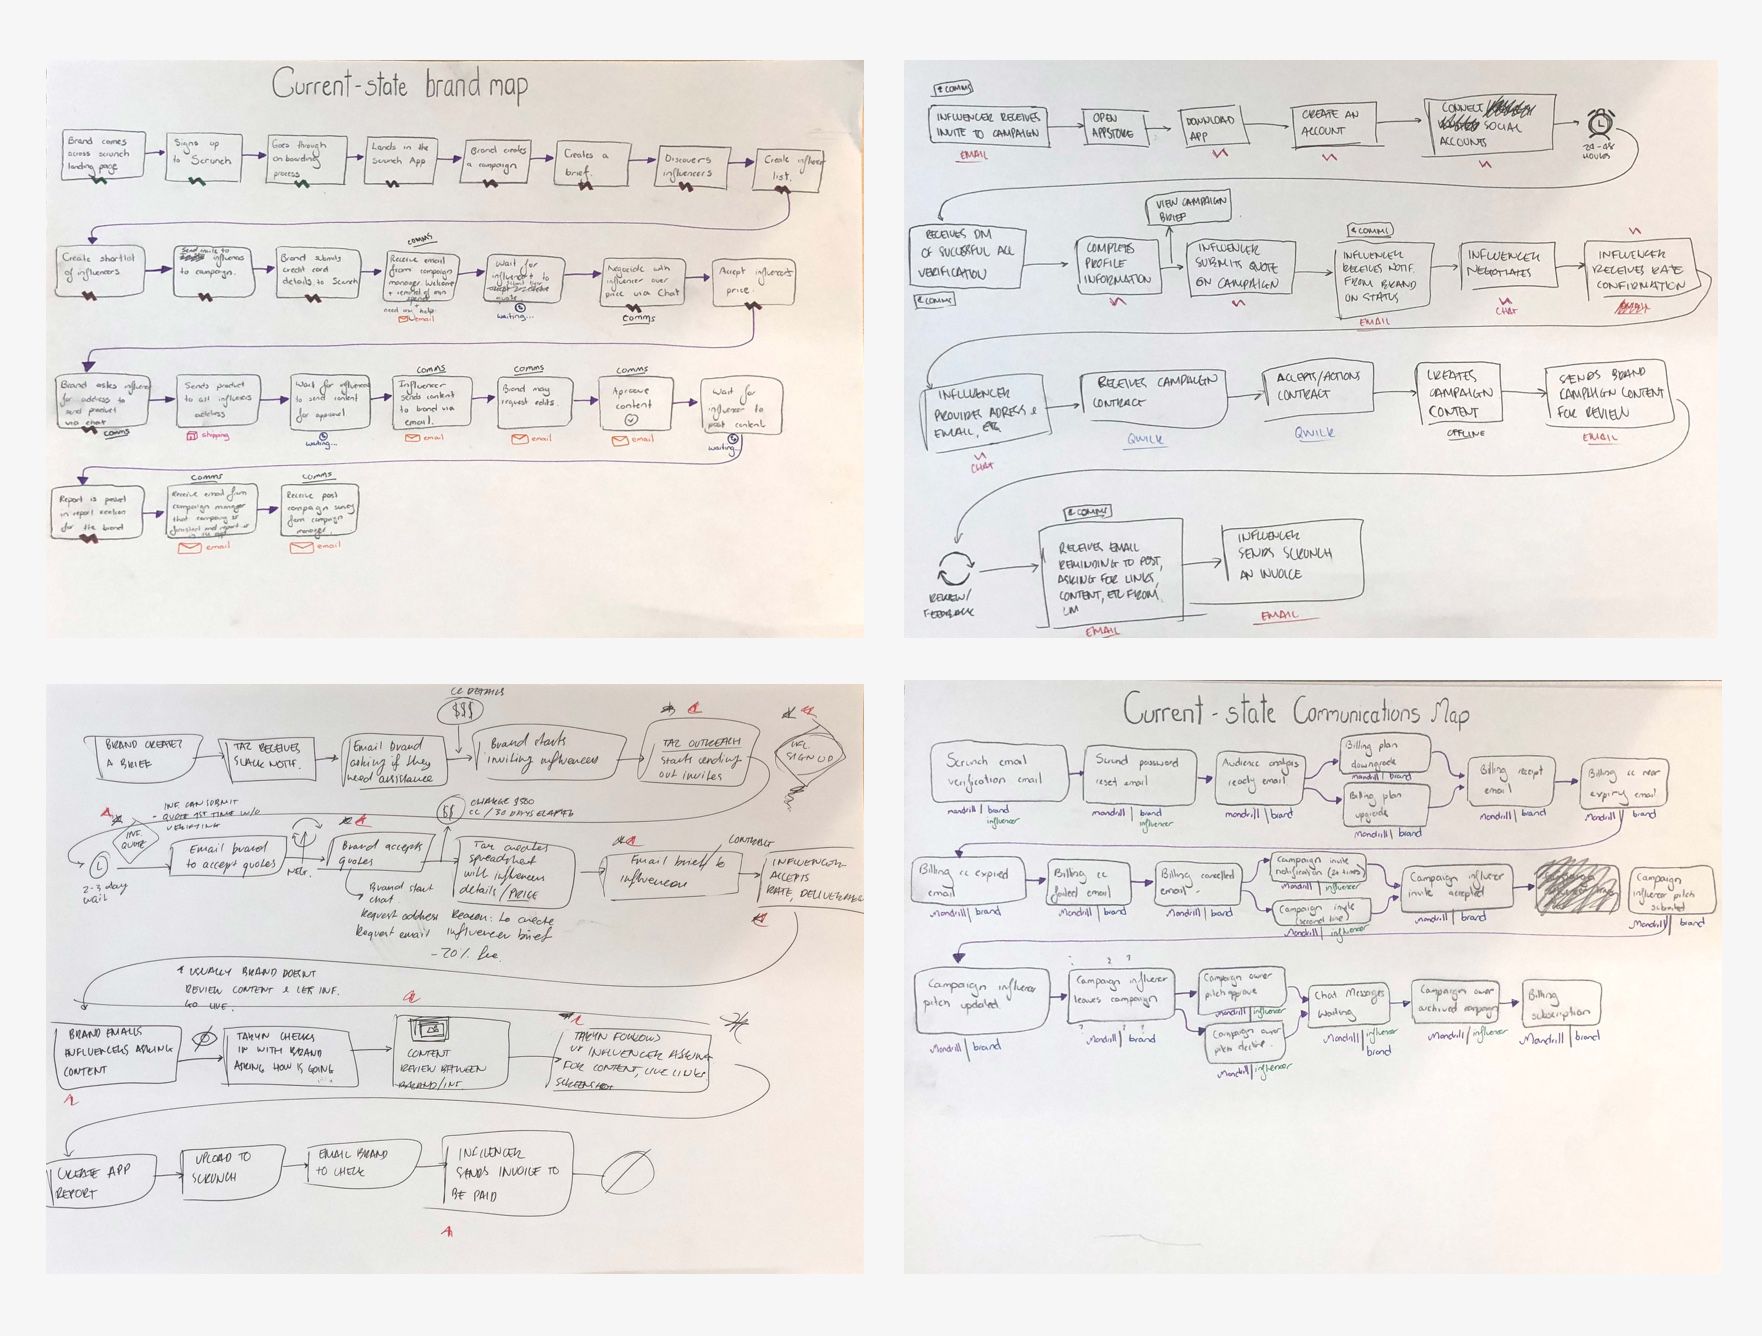 Current-state brand map
Brand comes
across scrunch
landing page
Signs up
to Scrunch
Goes through
onboarding
process
Lands in the
Scrunch App
Brand creates
a campaign
Creates a
brief.
Discovers
influencers
Create influencer
list.
Create shortlist
of influencers
Send invite to
influencers
to campaign.
Brand submits
credit card
details to Scrunch
comms
Receive email
from campaign
manager. Welcome
+ reminder of min
spend
+
need any help.
email
Wait for
influencer to
quote
waiting...
Negotiate with
influencer over
price via Chat
comms
Accept influencers
price.
Brand asks influencer
for address to
send product
via chat
comms
Sends product
to all influencers
address
shipping
Wait for influencer
to send content
for approval
waiting...
comms
Influencer
sends content
to brand via
email.
email
comms
Brand may
request edits.
email
comms
Approve
content
email
Wait for
influencer to
post content.
waiting...
Report is posted
in report section
for the brand
comms
Receive email from
campaign manager
that campaign is
finished and report is
in the app
email
comms
Receive post
campaign survey
from campaign
manager.
email
& COMMS
INFLUENCER RECEIVES
INVITE TO CAMPAIGN
EMAIL
OPEN
APPSTORE
DOWNLOAD
APP
CREATE AN
ACCOUNT
CONNECT
SOCIAL
ACCOUNTS
24-48
HOURS
RECEIVES DM
OF SUCCESSFUL ACC
VERIFICATION
& COMMS
COMPLETES
PROFILE
INFORMATION
VIEW CAMPAIGN
BRIEF
INFLUENCER
SUBMITS QUOTE
ON CAMPAIGN
& COMMS
INFLUENCER
RECEIVES NOTIF.
FROM BRAND
ON STATUS
EMAIL
INFLUENCER
NEGOTIATES
CHAT
INFLUENCER
RECEIVES RATE
CONFIRMATION
INFLUENCER
PROVIDES ADRESS &
EMAIL, ETC
CHAT
RECEIVES CAMPAIGN
CONTRACT
QWILR
ACCEPTS/ACTIONS
CONTRACT
QWILR
CREATES
CAMPAIGN
CONTENT
OFFLINE
SENDS BRAND
CAMPAIGN CONTENT
FOR REVIEW
EMAIL
REVIEW/
FEEDBACK
& COMMS
RECEIVES EMAIL
REMINDING TO POST,
ASKING FOR LINKS,
CONTENT, ETC FROM
CM
EMAIL
INFLUENCER
SENDS SCRUNCH
AN INVOICE
EMAIL
CC DETAILS
$$$
BRAND CREATES
A BRIEF
TAZ RECEIVES
SLACK NOTIF.
Email brand
asking if they
need assistance
Brand starts
inviting influencers
TAZ OUTREACH
starts sending
out invites
INFL.
SIGN UP
INF. CAN SUBMIT
QUOTE 1ST TIME W/O
VERIFYING
INF.
QUOTE
2-3 day
wait
Email brand
to accept quotes
NEG.
Brand accepts
quotes
Brand start
chat
Request address
Request email
$$
CHARGE $500
CC / 30 DAYS ELAPSED
Taz creates
spreadsheet
with influencers
details / PRICE
Reason: to create
influencer brief
- 20% fee.
Email brief to
influencers
CONTRACT
INFLUENCER
ACCEPTS
RATE, DELIVERABLES
* USUALLY BRAND DOESNT
REVIEW CONTENT & LETS INF.
GO LIVE.
BRAND EMAILS
INFLUENCERS ASKING
CONTENT
TARYN CHECKS
IN WITH BRAND
ASKING HOW IS GOING
CONTENT
REVIEW BETWEEN
BRAND/INF.
TARYN FOLLOWS
UP INFLUENCER ASKING
FOR CONTENT, LIVE LINKS
SCREENSHOT
CREATE APP
REPORT
UPLOAD TO
SCRUNCH
EMAIL BRAND
TO CHECK
INFLUENCER
SENDS INVOICE TO
BE PAID
Current-state Communications Map
Scrunch email
verification email
mandrill | brand
influencer
Scrunch password
reset email
mandrill | brand
influencer
Audience analysis
ready email
mandrill | brand
Billing plan
downgrade
mandrill | brand
Billing plan
upgrade
mandrill | brand
Billing receipt
email
mandrill | brand
Billing cc near
expiry email
Mandrill | brand
Billing cc expired
email
Mandrill | brand
Billing cc
failed email
Mandrill | brand
Billing cancelled
email
Mandrill | brand
Campaign invite
notification (2+ times)
Mandrill | influencer
Campaign invite
(second time)
Mandrill | influencer
Campaign influencer
invite accepted
Mandrill | brand
Campaign
influencer pitch
submitted
Mandrill | brand
Campaign influencer
pitch updated
Mandrill | brand
Campaign influencer
leaves campaign
Mandrill | brand
Campaign owner
pitch approve
Mandrill | influencer
Campaign owner
pitch decline
Mandrill | influencer
Chat Messages
Waiting
Mandrill | influencer
brand
Campaign owner
archived campaign
Mandrill | influencer
Billing
subscription
Mandrill | brand